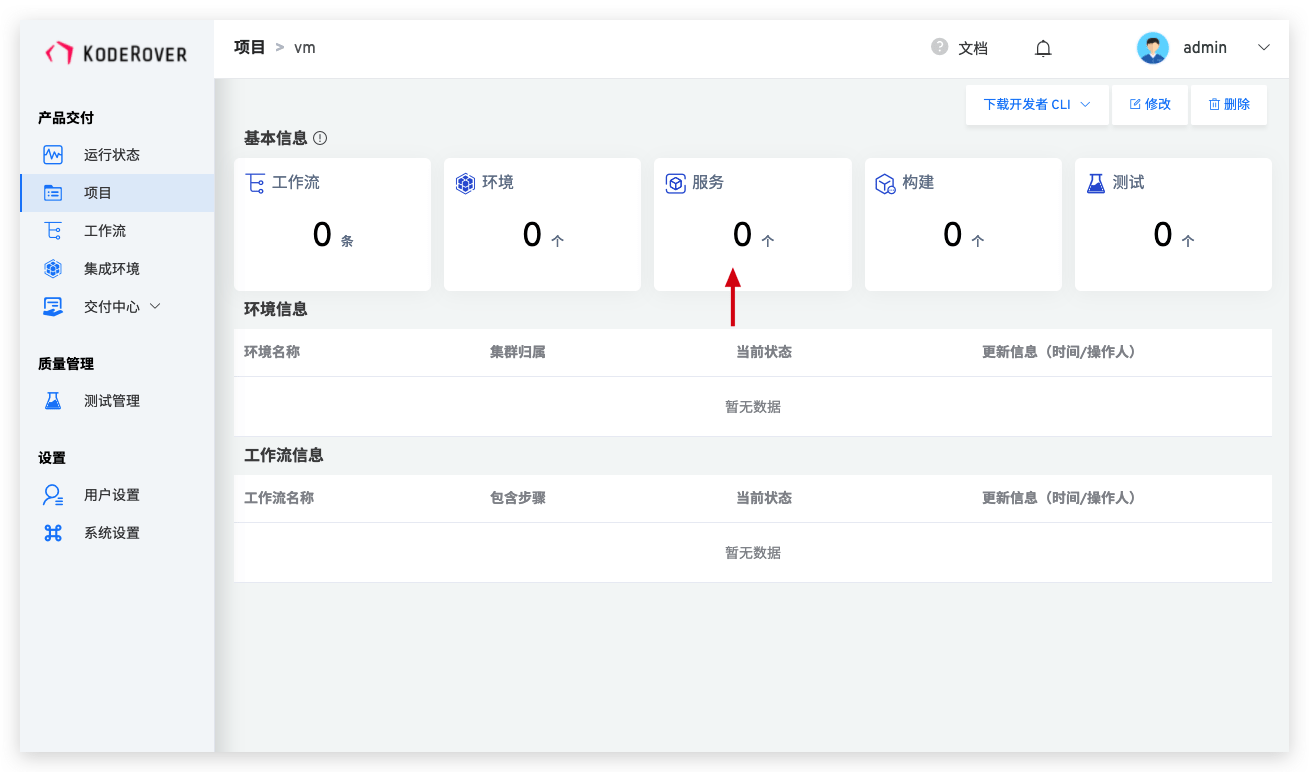 KODEROVER
项目 > vm
? 文档
admin
产品交付
运行状态
项目
工作流
集成环境
交付中心
质量管理
测试管理
设置
用户设置
系统设置
下载开发者 CLI
修改
删除
基本信息
工作流
0 条
环境
0 个
服务
0 个
构建
0 个
测试
0 个
环境信息
环境名称 集群归属 当前状态 更新信息（时间/操作人）
暂无数据
工作流信息
工作流名称 包含步骤 当前状态 更新信息（时间/操作人）
暂无数据